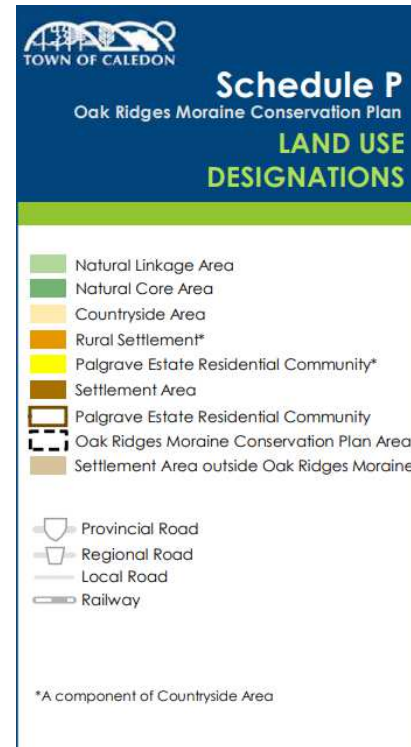 TOWN OF CALEDON
Schedule P
Oak Ridges Moraine Conservation Plan
LAND USE
DESIGNATIONS
Natural Linkage Area
Natural Core Area
Countryside Area
Rural Settlement*
Palgrave Estate Residential Community*
Settlement Area
Palgrave Estate Residential Community
Oak Ridges Moraine Conservation Plan Area
Settlement Area outside Oak Ridges Moraine
Provincial Road
Regional Road
Local Road
Railway
*A component of Countryside Area